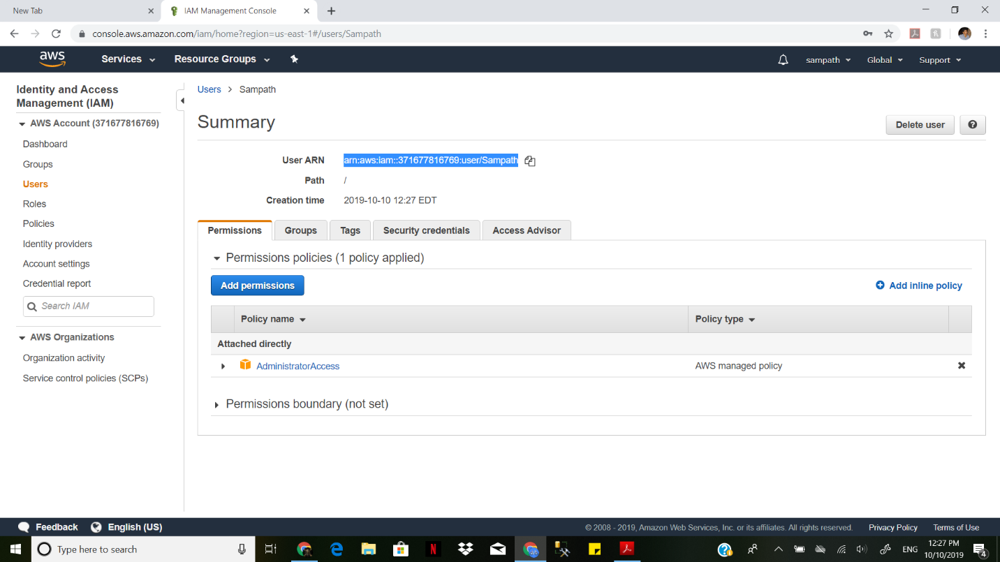 New Tab
IAM Management Console
console.aws.amazon.com/iam/home?region=us-east-1#/users/Sampath
aws
Services
Resource Groups
sampath
Global
Support
Identity and Access
Management (IAM)
AWS Account (371677816769)
Dashboard
Groups
Users
Roles
Policies
Identity providers
Account settings
Credential report
Search IAM
AWS Organizations
Organization activity
Service control policies (SCPs)
Users > Sampath
Summary
Delete user
User ARN arn:aws:iam::371677816769:user/Sampath
Path /
Creation time 2019-10-10 12:27 EDT
Permissions Groups Tags Security credentials Access Advisor
Permissions policies (1 policy applied)
Add permissions
Add inline policy
Policy name Policy type
Attached directly
AdministratorAccess AWS managed policy
Permissions boundary (not set)
Feedback English (US)
© 2008 - 2019, Amazon Web Services, Inc. or its affiliates. All rights reserved. Privacy Policy Terms of Use
Type here to search
ENG
12:27 PM
10/10/2019
4